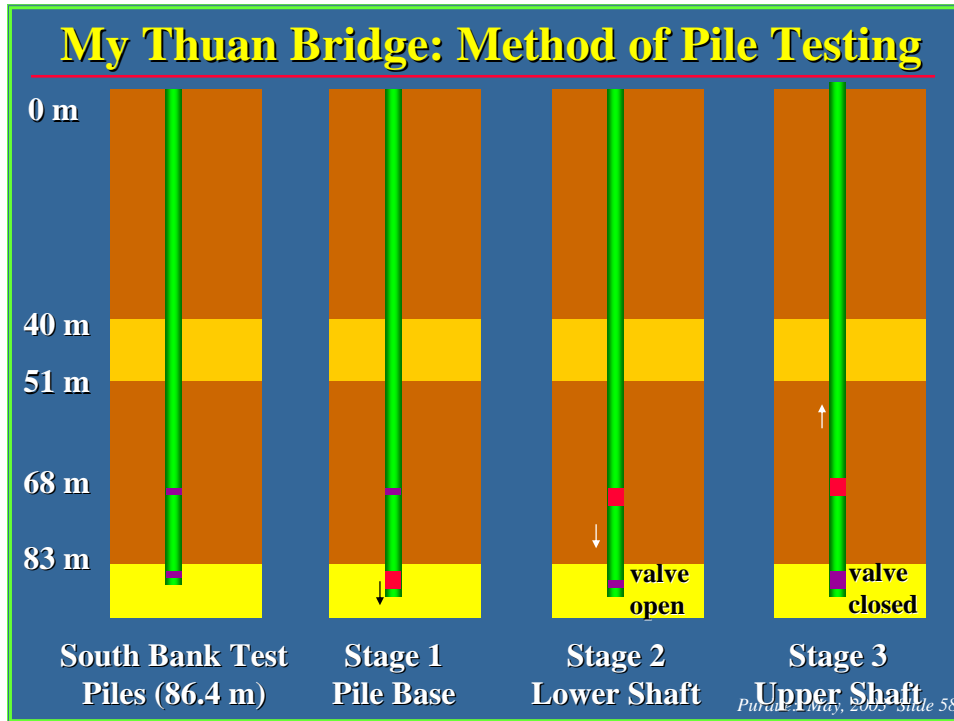 My Thuan Bridge: Method of Pile Testing
0 m
40 m
51 m
68 m
83 m
valve
open
valve
closed
South Bank Test
Piles (86.4 m)
Stage 1
Pile Base
Stage 2
Lower Shaft
Stage 3
Upper Shaft
May, 2003 Slide 58